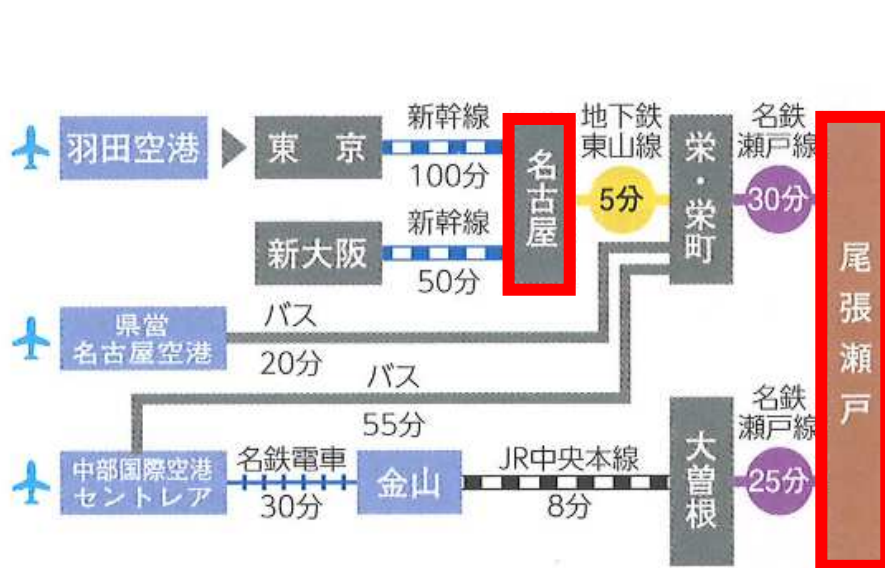 羽田空港
東京
新幹線
100分
名古屋
地下鉄
東山線
5分
栄・栄町
名鉄
瀬戸線
30分
尾張瀬戸
新大阪
新幹線
50分
県営
名古屋空港
バス
20分
バス
55分
中部国際空港
セントレア
名鉄電車
30分
金山
JR中央本線
8分
大曽根
名鉄
瀬戸線
25分